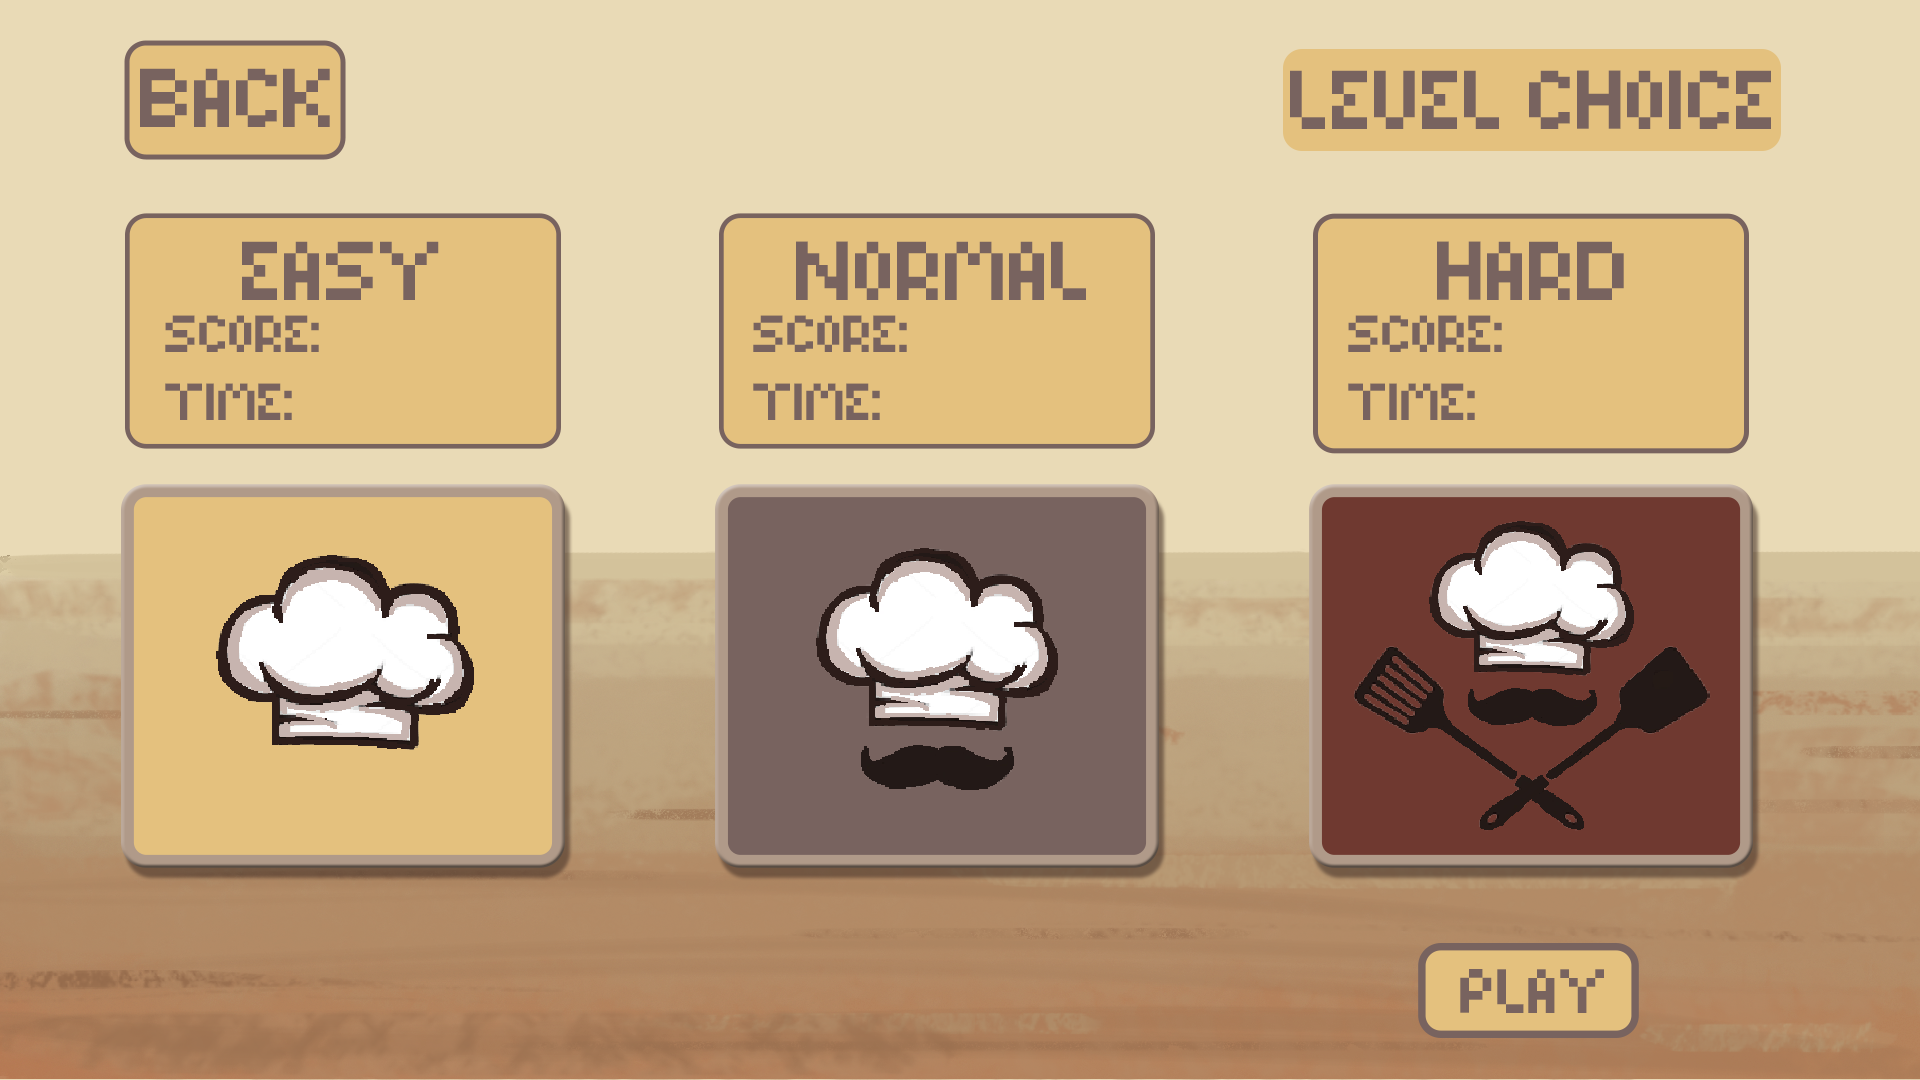 BACK
LEVEL CHOICE
EASY
SCORE:
TIME:
NORMAL
SCORE:
TIME:
HARD
SCORE:
TIME:
PLAY